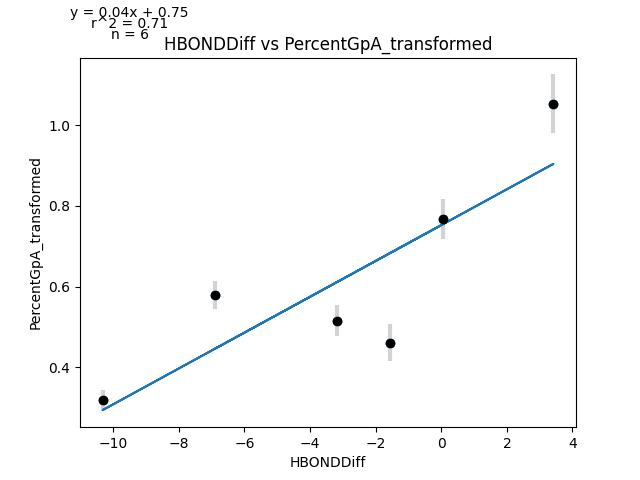 y = 0.04x + 0.75
r^2 = 0.71
n = 6
HBONDDiff vs PercentGpA_transformed
PercentGpA_transformed
1.0
0.8
0.6
0.4
−10
−8
−6
−4
−2
0
2
4
HBONDDiff